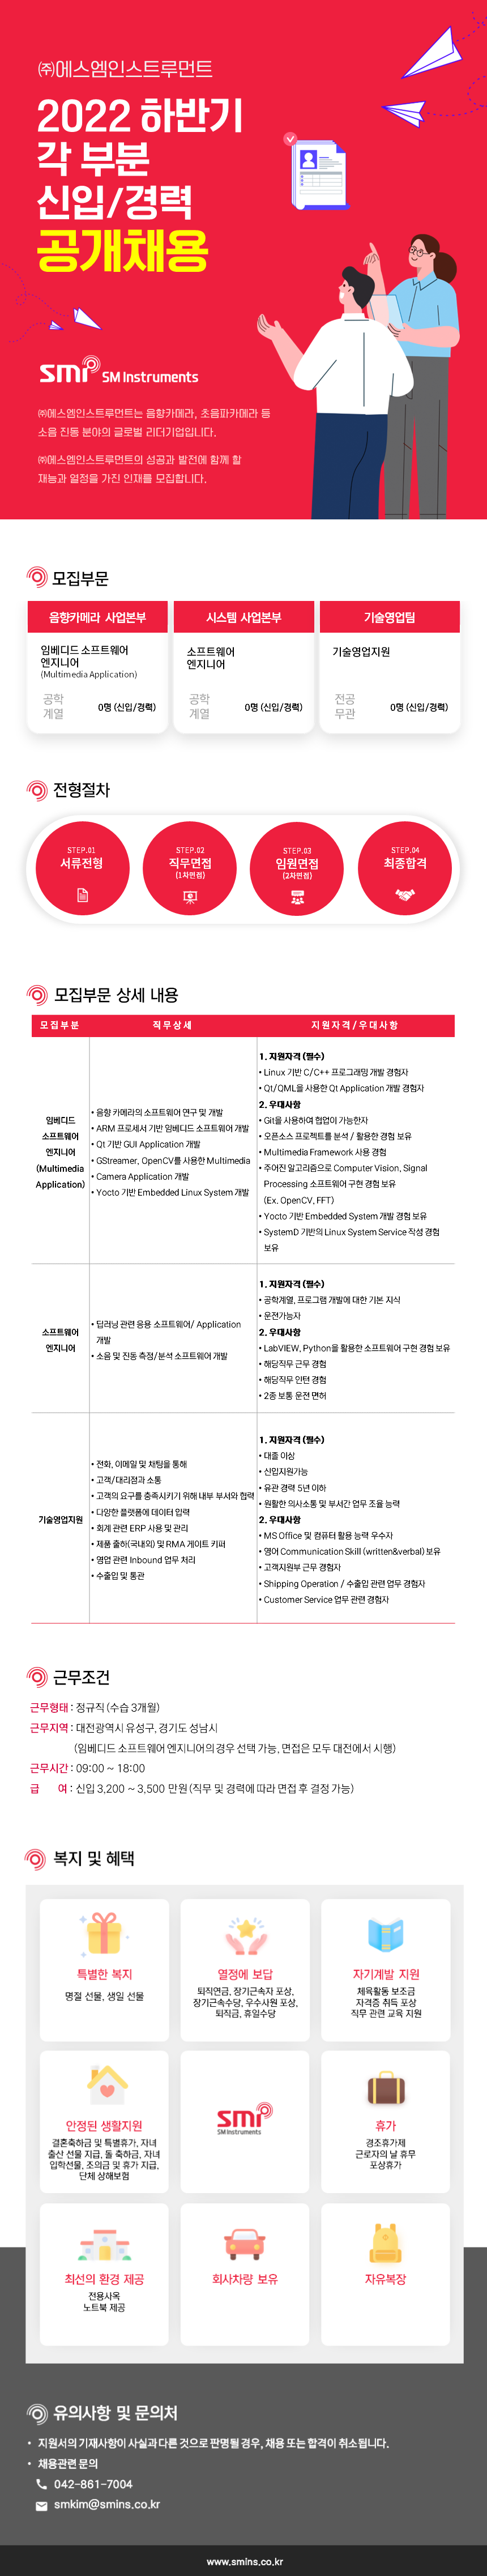 ㈜에스엠인스트루먼트
2022 하반기
각 부분
신입/경력
공개채용
smi SM Instruments
㈜에스엠인스트루먼트는 음향카메라, 초음파카메라 등
소음 진동 분야의 글로벌 리더기업입니다.
㈜에스엠인스트루먼트의 성공과 발전에 함께 할
재능과 열정을 가진 인재를 모집합니다.
모집부문
음향카메라 사업본부
임베디드 소프트웨어
엔지니어
(Multimedia Application)
공학
계열
0명 (신입/경력)
시스템 사업본부
소프트웨어
엔지니어
공학
계열
0명 (신입/경력)
기술영업팀
기술영업지원
전공
무관
0명 (신입/경력)
전형절차
STEP.01
서류전형
STEP.02
직무면접
(1차면접)
STEP.03
임원면접
(2차면접)
STEP.04
최종합격
모집부문 상세 내용
모집부분 직무상세 지원자격/우대사항
임베디드
소프트웨어
엔지니어
(Multimedia
Application)
• 음향 카메라의 소프트웨어 연구 및 개발
• ARM 프로세서 기반 임베디드 소프트웨어 개발
• Qt 기반 GUI Application 개발
• GStreamer, OpenCV를 사용한 Multimedia
• Camera Application 개발
• Yocto 기반 Embedded Linux System 개발
1. 지원자격 (필수)
• Linux 기반 C/C++ 프로그래밍 개발 경험자
• Qt/QML을 사용한 Qt Application 개발 경험자
2. 우대사항
• Git을 사용하여 협업이 가능한자
• 오픈소스 프로젝트를 분석 / 활용한 경험 보유
• Multimedia Framework 사용 경험
• 주어진 알고리즘으로 Computer Vision, Signal
Processing 소프트웨어 구현 경험 보유
(Ex. OpenCV, FFT)
• Yocto 기반 Embedded System 개발 경험 보유
• SystemD 기반의 Linux System Service 작성 경험
보유
소프트웨어
엔지니어
• 딥러닝 관련 응용 소프트웨어/ Application
개발
• 소음 및 진동 측정/분석 소프트웨어 개발
1. 지원자격 (필수)
• 공학계열, 프로그램 개발에 대한 기본 지식
• 운전가능자
2. 우대사항
• LabVIEW, Python을 활용한 소프트웨어 구현 경험 보유
• 해당직무 근무 경험
• 해당직무 인턴 경험
• 2종 보통 운전 면허
기술영업지원
• 전화, 이메일 및 채팅을 통해
• 고객/대리점과 소통
• 고객의 요구를 충족시키기 위해 내부 부서와 협력
• 다양한 플랫폼에 데이터 입력
• 회계 관련 ERP 사용 및 관리
• 제품 출하(국내외) 및 RMA 게이트 키퍼
• 영업 관련 Inbound 업무 처리
• 수출입 및 통관
1. 지원자격 (필수)
• 대졸 이상
• 신입지원가능
• 유관 경력 5년 이하
• 원활한 의사소통 및 부서간 업무 조율 능력
2. 우대사항
• MS Office 및 컴퓨터 활용 능력 우수자
• 영어 Communication Skill (written&verbal) 보유
• 고객지원부 근무 경험자
• Shipping Operation / 수출입 관련 업무 경험자
• Customer Service 업무 관련 경험자
근무조건
근무형태 : 정규직 (수습 3개월)
근무지역 : 대전광역시 유성구, 경기도 성남시
(임베디드 소프트웨어 엔지니어의 경우 선택 가능, 면접은 모두 대전에서 시행)
근무시간 : 09:00 ~ 18:00
급 여 : 신입 3,200 ~ 3,500 만원 (직무 및 경력에 따라 면접 후 결정 가능)
복지 및 혜택
특별한 복지
명절 선물, 생일 선물
열정에 보답
퇴직연금, 장기근속자 포상,
장기근속수당, 우수사원 포상,
퇴직금, 휴일수당
자기계발 지원
체육활동 보조금
자격증 취득 포상
직무 관련 교육 지원
안정된 생활지원
결혼축하금 및 특별휴가, 자녀
출산 선물 지급, 돌 축하금, 자녀
입학선물, 조의금 및 휴가 지급,
단체 상해보험
smi
SM Instruments
휴가
경조휴가제
근로자의 날 휴무
포상휴가
최선의 환경 제공
전용사옥
노트북 제공
회사차량 보유
자유복장
유의사항 및 문의처
• 지원서의 기재사항이 사실과 다른 것으로 판명될 경우, 채용 또는 합격이 취소됩니다.
• 채용관련 문의
042-861-7004
smkim@smins.co.kr
www.smins.co.kr